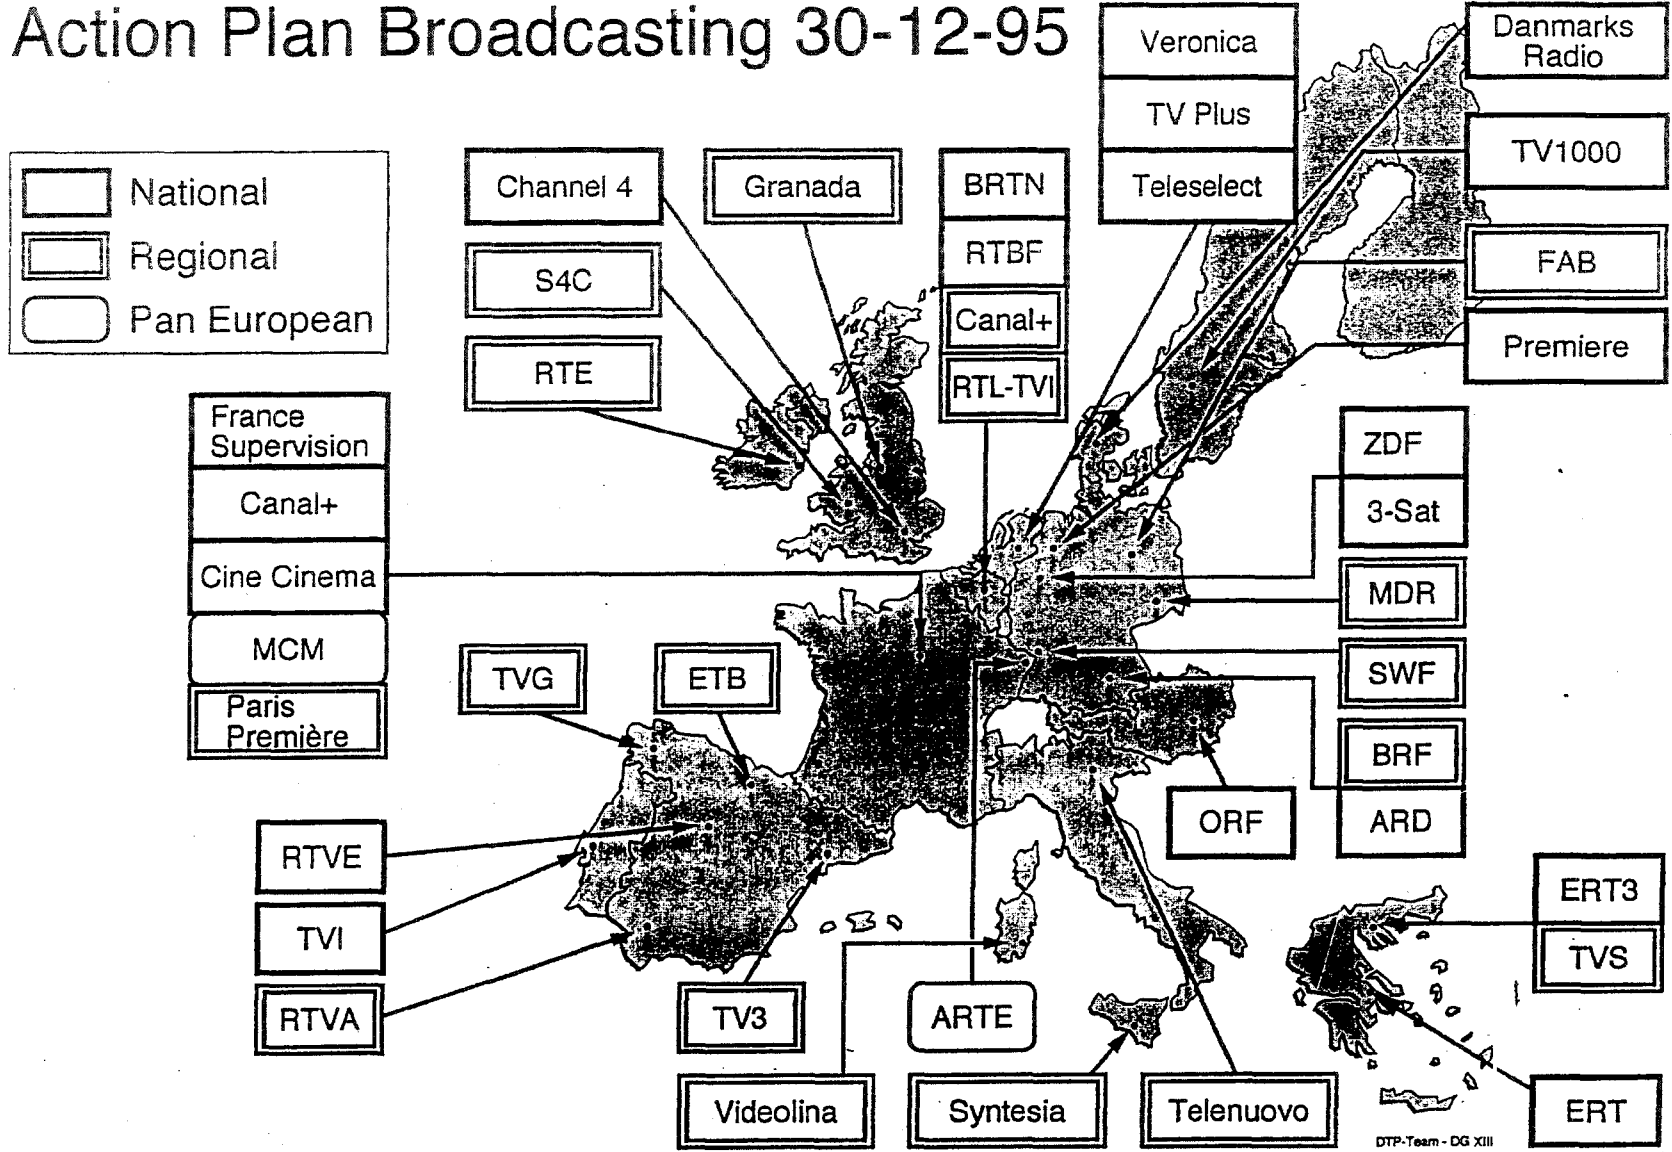 Action Plan Broadcasting 30-12-95
National
Regional
Pan European
Channel 4
S4C
RTE
Granada
BRTN
RTBF
Canal+
RTL-TVI
Veronica
TV Plus
Teleselect
Danmarks
Radio
TV1000
FAB
Premiere
France
Supervision
Canal+
Cine Cinema
MCM
Paris
Première
ZDF
3-Sat
MDR
SWF
BRF
ARD
ORF
TVG
ETB
RTVE
TVI
RTVA
TV3
ARTE
Videolina
Syntesia
Telenuovo
ERT3
TVS
ERT
DTP-Team - DG XIII